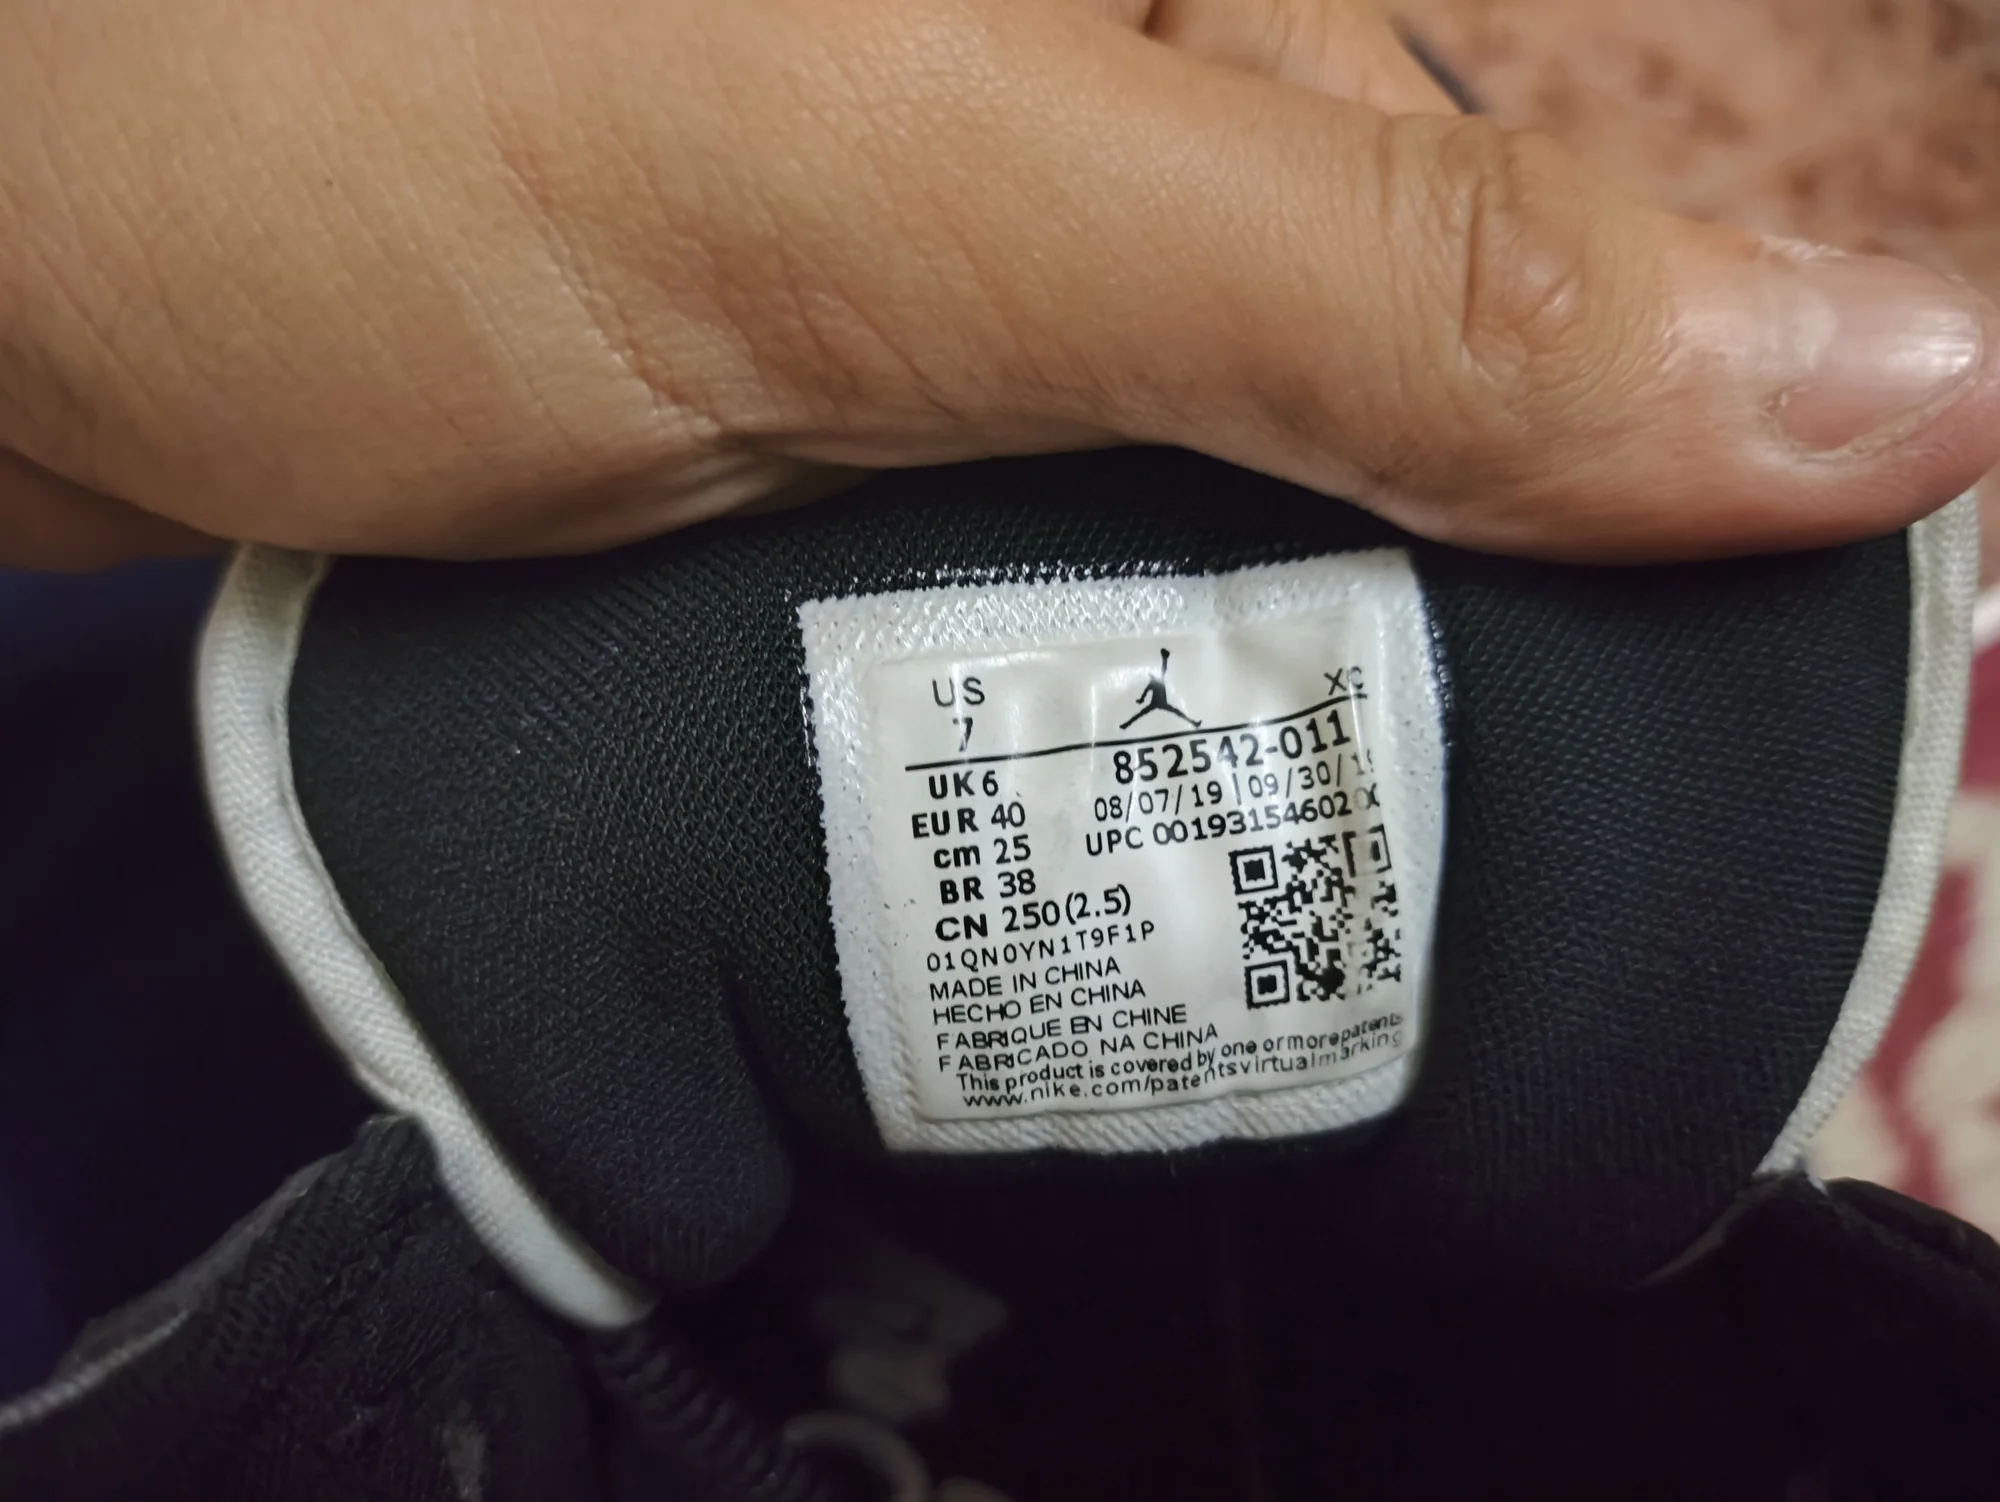 US XC
7
852542-011
UK 6
08/07/19 | 09/30/
EUR 40
UPC 00193154602
cm 25
BR 38
CN 250(2.5)
01QN0YN1T9F1P
MADE IN CHINA
HECHO EN CHINA
FABRIQUE EN CHINE
FABRICADO NA CHINA
This product is covered by one or more patents
www.nike.com/patentsvirtualmarking